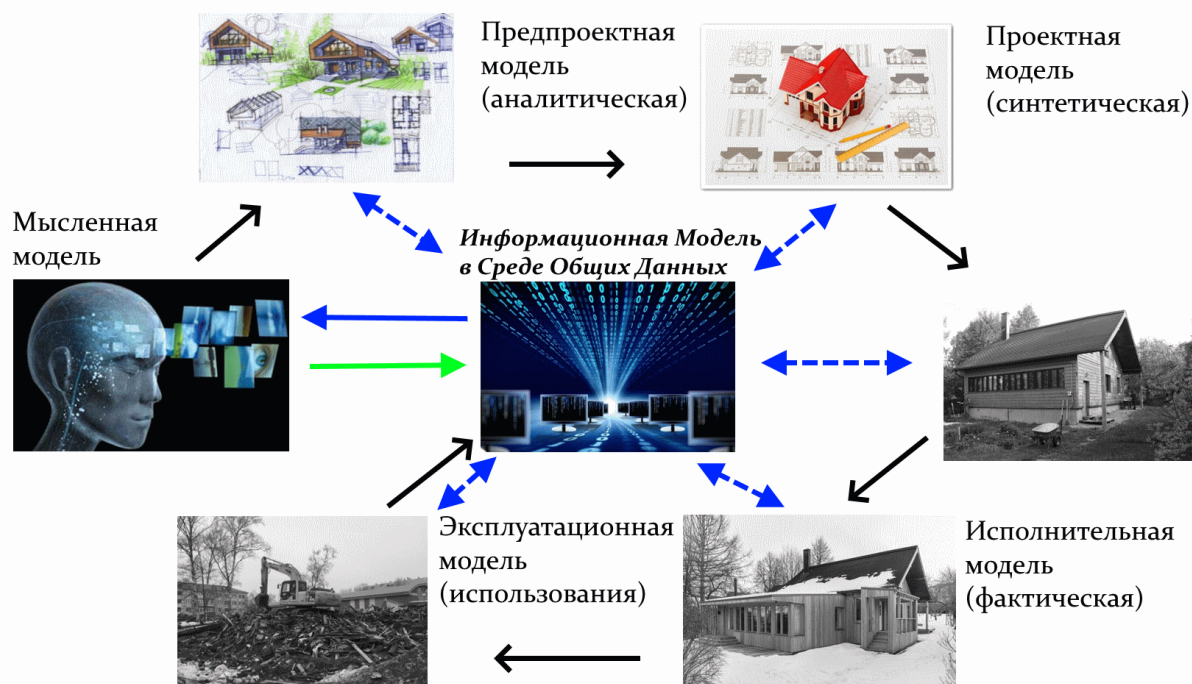 Предпроектная
модель
(аналитическая)
Проектная
модель
(синтетическая)
Мысленная
модель
Информационная Модель
в Среде Общих Данных
Эксплуатационная
модель
(использования)
Исполнительная
модель
(фактическая)